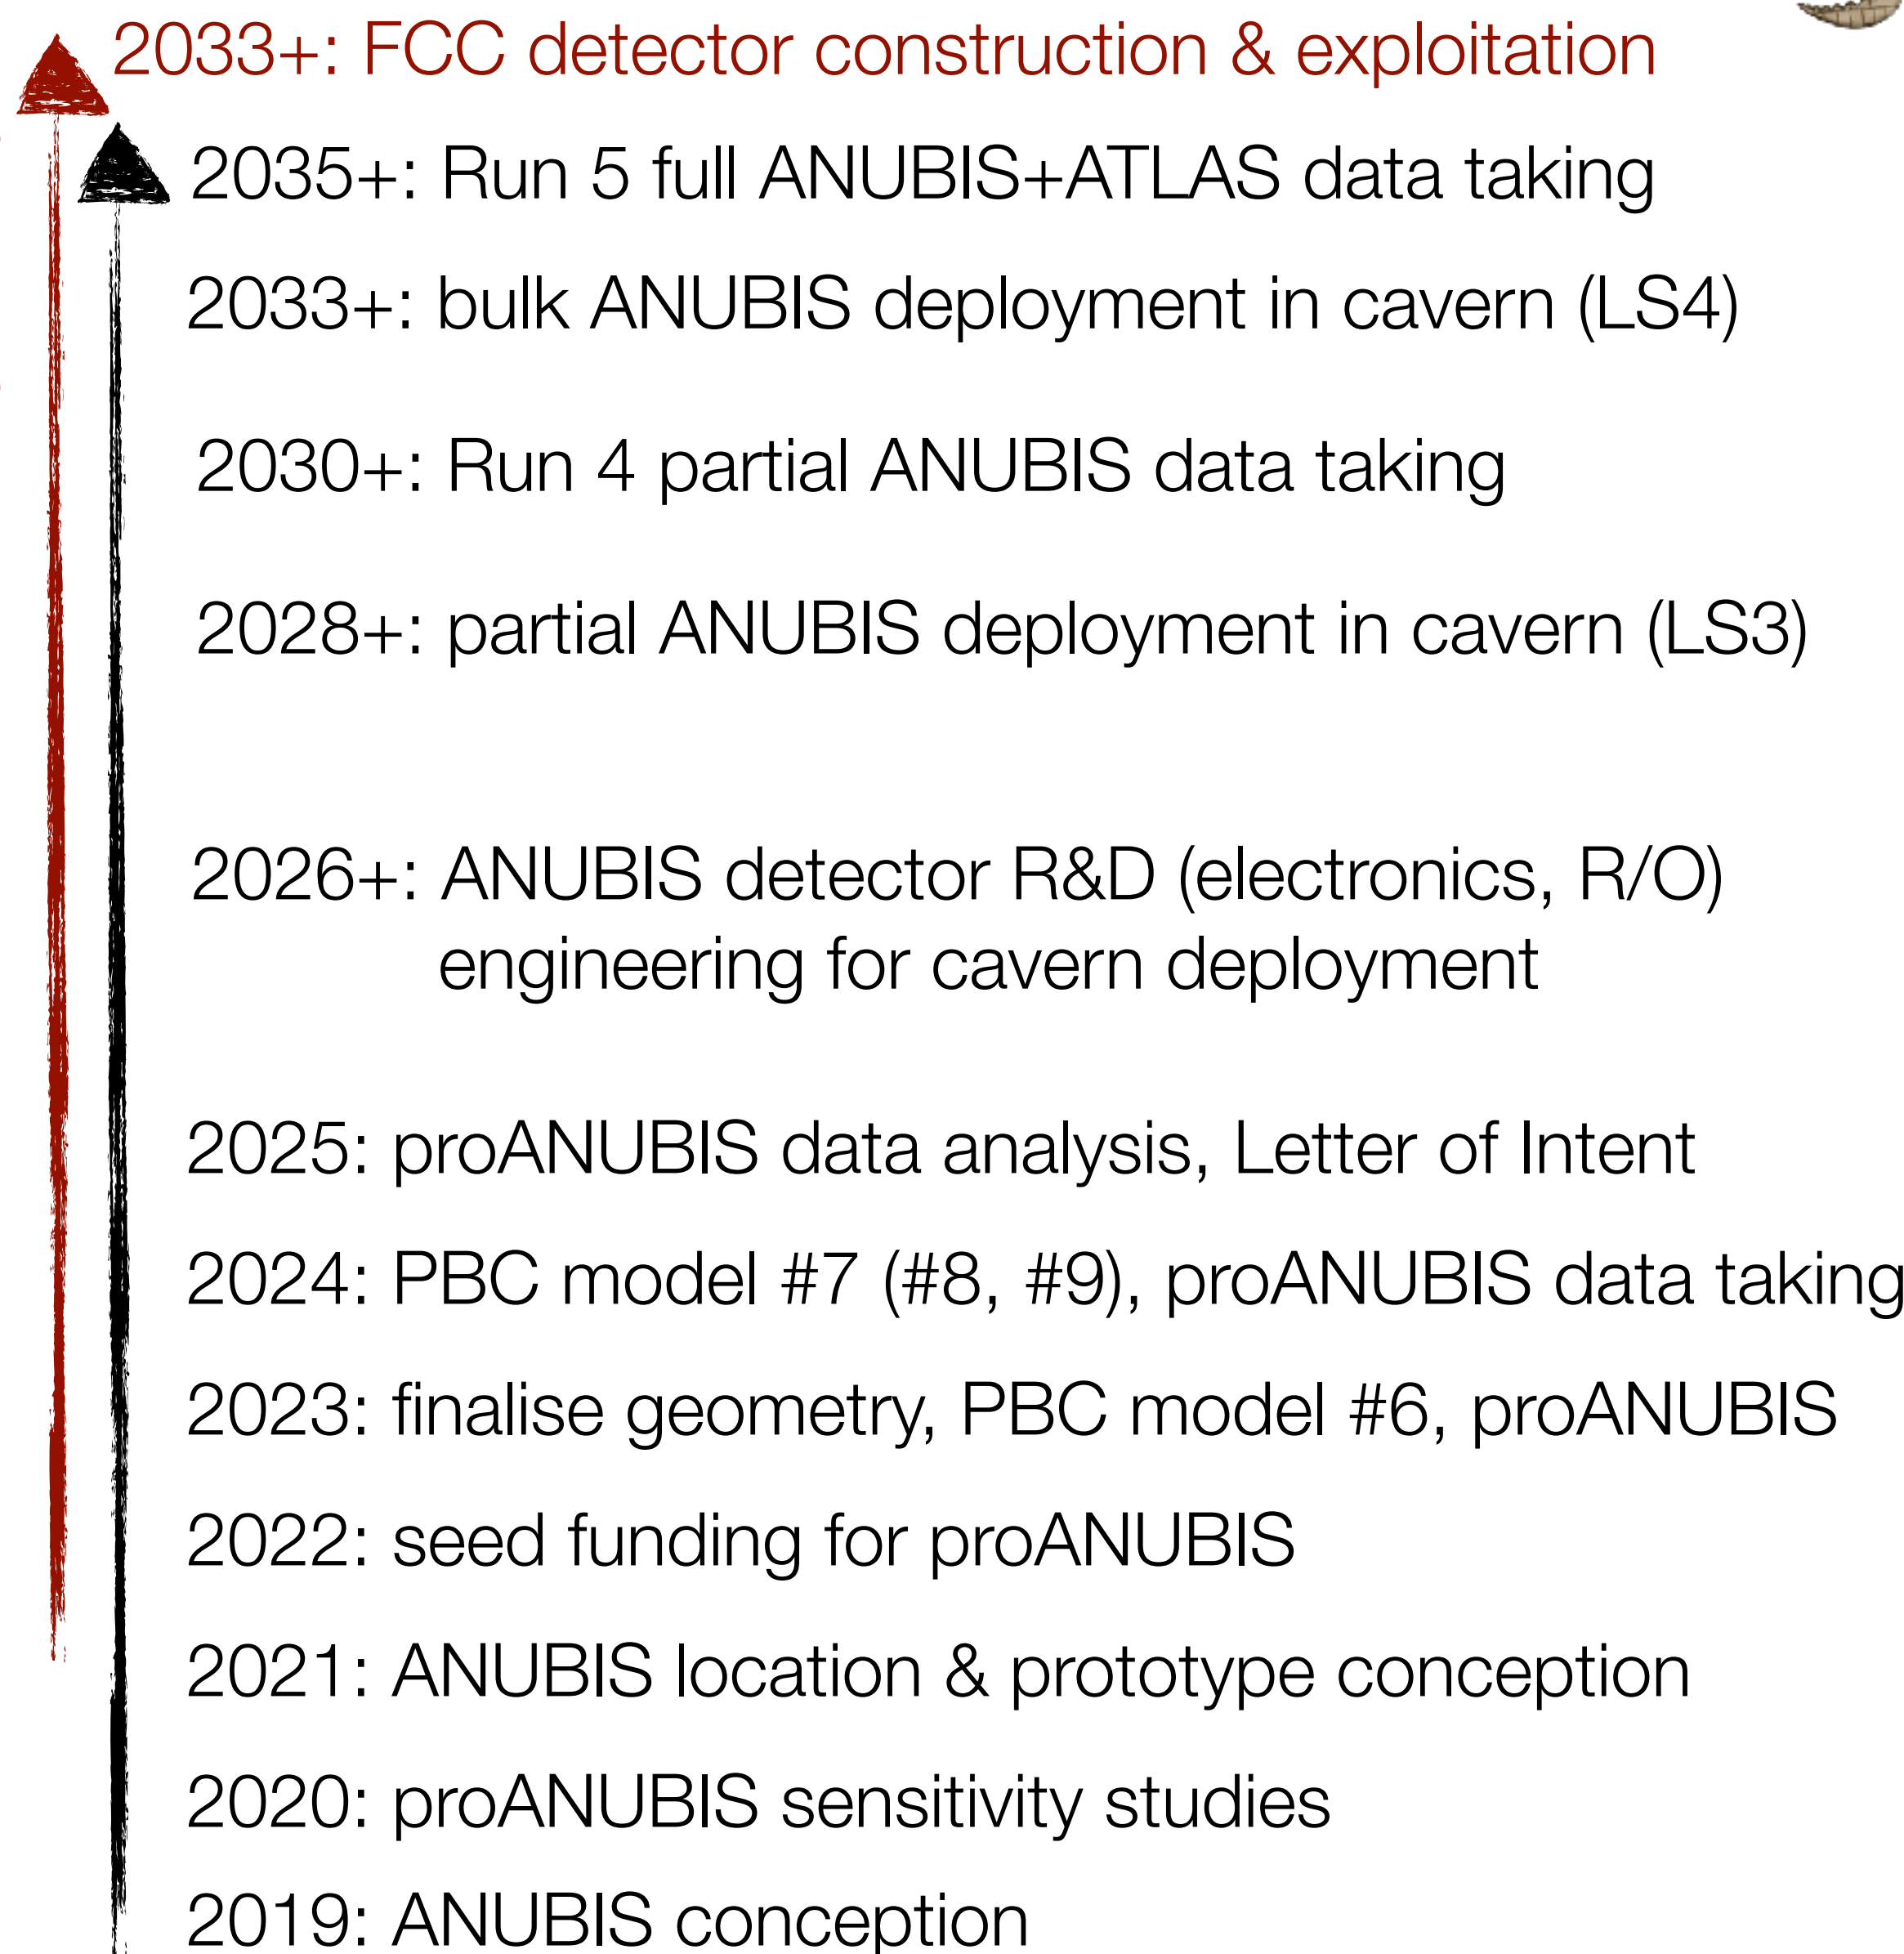 2033+: FCC detector construction & exploitation
2035+: Run 5 full ANUBIS+ATLAS data taking
2033+: bulk ANUBIS deployment in cavern (LS4)
2030+: Run 4 partial ANUBIS data taking
2028+: partial ANUBIS deployment in cavern (LS3)
2026+: ANUBIS detector R&D (electronics, R/O)
engineering for cavern deployment
2025: proANUBIS data analysis, Letter of Intent
2024: PBC model #7 (#8, #9), proANUBIS data taking
2023: finalise geometry, PBC model #6, proANUBIS
2022: seed funding for proANUBIS
2021: ANUBIS location & prototype conception
2020: proANUBIS sensitivity studies
2019: ANUBIS conception